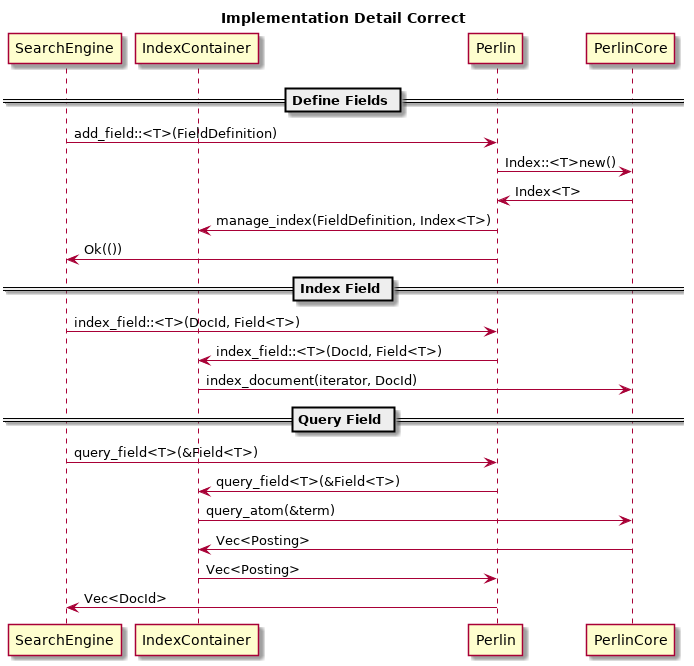 Implementation Detail Correct
SearchEngine IndexContainer Perlin PerlinCore
Define Fields
add_field::<T>(FieldDefinition)
Index::<T>new()
Index<T>
manage_index(FieldDefinition, Index<T>)
Ok(())
Index Field
index_field::<T>(DocId, Field<T>)
index_field::<T>(DocId, Field<T>)
index_document(iterator, DocId)
Query Field
query_field<T>(&Field<T>)
query_field<T>(&Field<T>)
query_atom(&term)
Vec<Posting>
Vec<Posting>
Vec<DocId>
SearchEngine IndexContainer Perlin PerlinCore